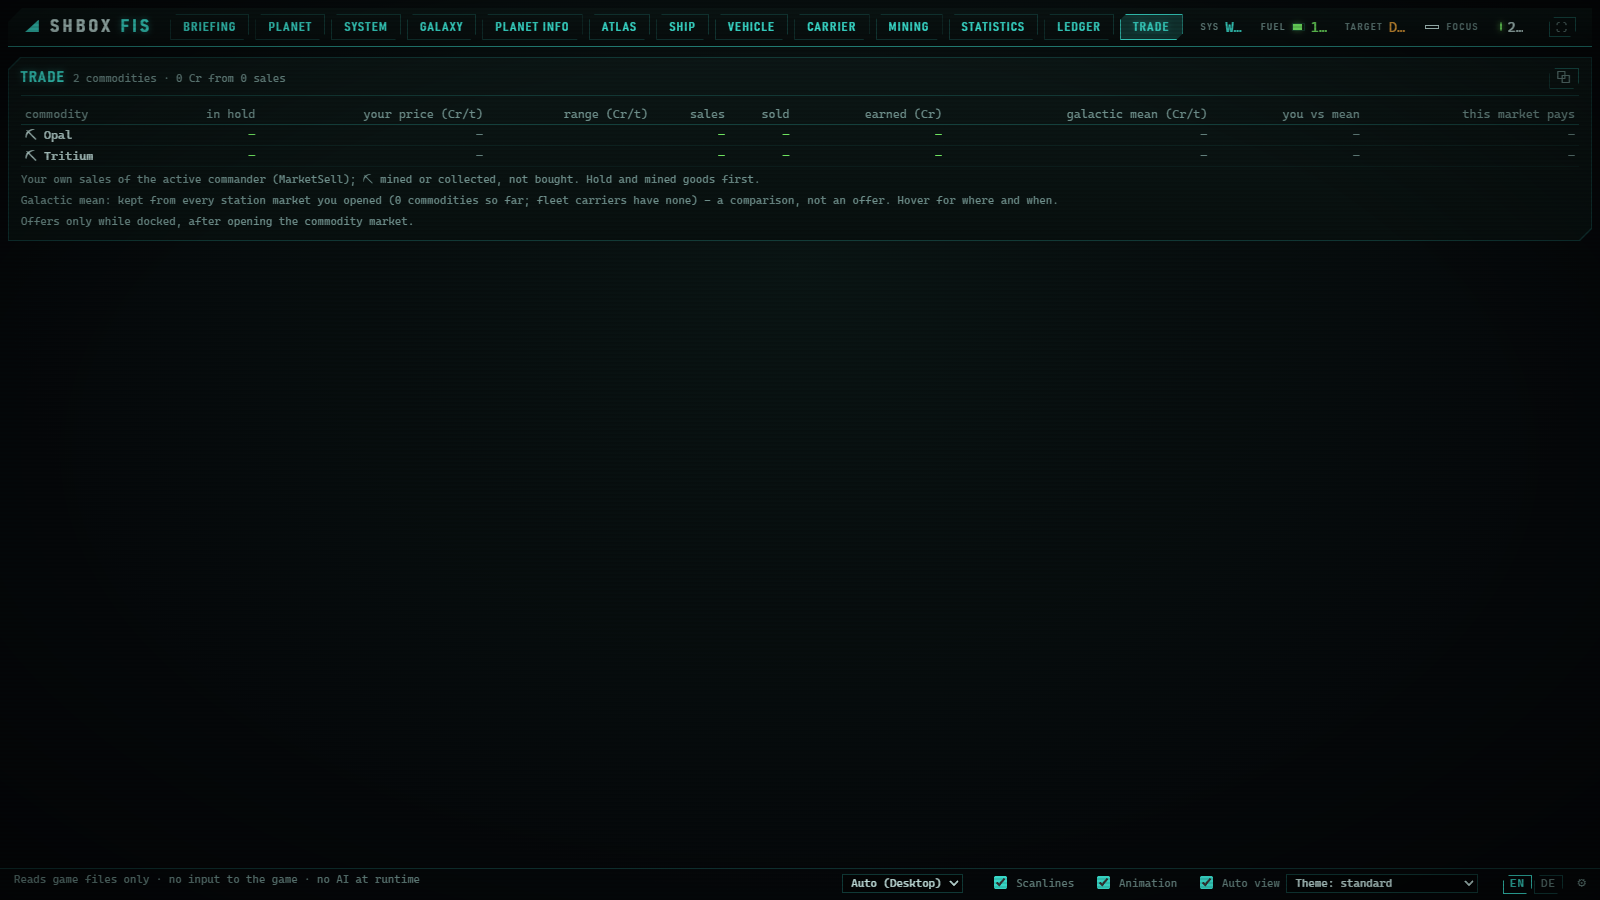 SHBOX FIS BRIEFING PLANET SYSTEM GALAXY PLANET INFO ATLAS SHIP VEHICLE CARRIER MINING STATISTICS LEDGER TRADE SYS W… FUEL 1… TARGET D… FOCUS 2…
TRADE 2 commodities · 0 Cr from 0 sales
commodity in hold your price (Cr/t) range (Cr/t) sales sold earned (Cr) galactic mean (Cr/t) you vs mean this market pays
⛏ Opal — — — — — — — —
⛏ Tritium — — — — — — — —
Your own sales of the active commander (MarketSell); ⛏ mined or collected, not bought. Hold and mined goods first.
Galactic mean: kept from every station market you opened (0 commodities so far; fleet carriers have none) — a comparison, not an offer. Hover for where and when.
Offers only while docked, after opening the commodity market.
Reads game files only · no input to the game · no AI at runtime Auto (Desktop) Scanlines Animation Auto view Theme: standard EN DE